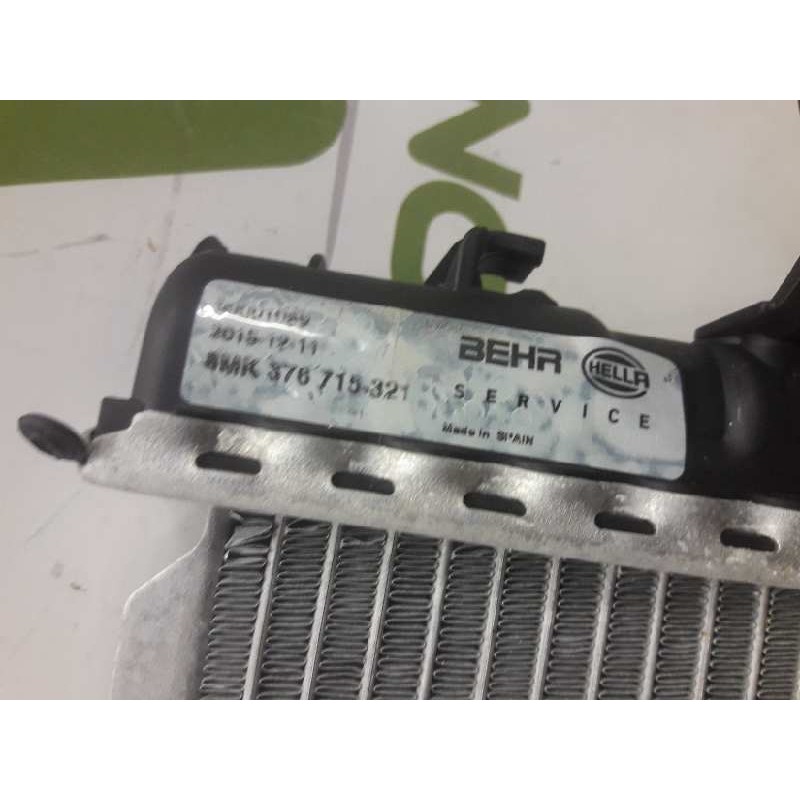 2015-12-11
8MK 376 715-321
BEHR
HELLA
SERVICE
Made in SPAIN